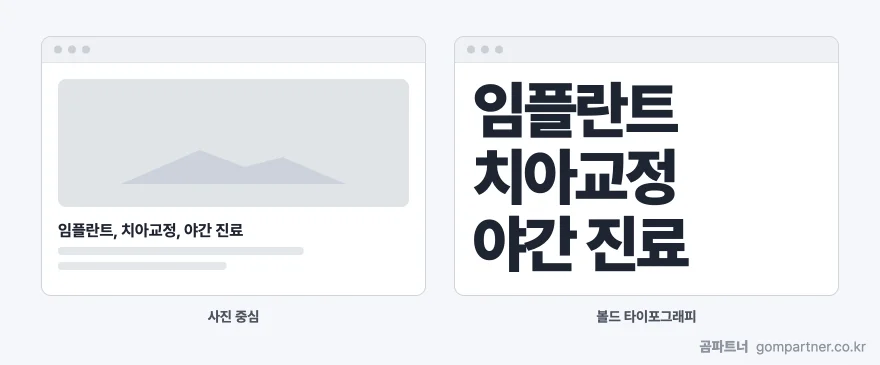 임플란트, 치아교정, 야간 진료
사진 중심
임플란트
치아교정
야간 진료
볼드 타이포그래피
곰파트너 gompartner.co.kr